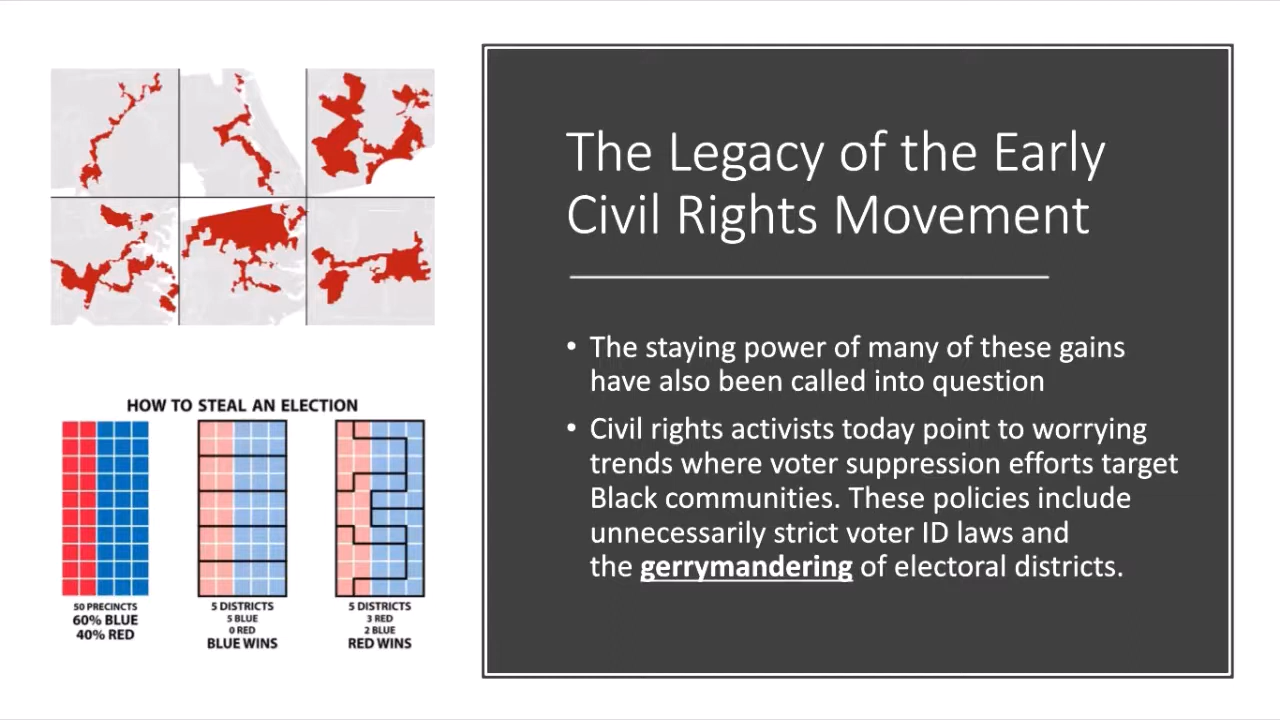 The Legacy of the Early
Civil Rights Movement
• The staying power of many of these gains
have also been called into question
• Civil rights activists today point to worrying
trends where voter suppression efforts target
Black communities. These policies include
unnecessarily strict voter ID laws and
the gerrymandering of electoral districts.
HOW TO STEAL AN ELECTION
50 PRECINCTS
60% BLUE
40% RED
5 DISTRICTS
5 BLUE
0 RED
BLUE WINS
5 DISTRICTS
3 RED
2 BLUE
RED WINS